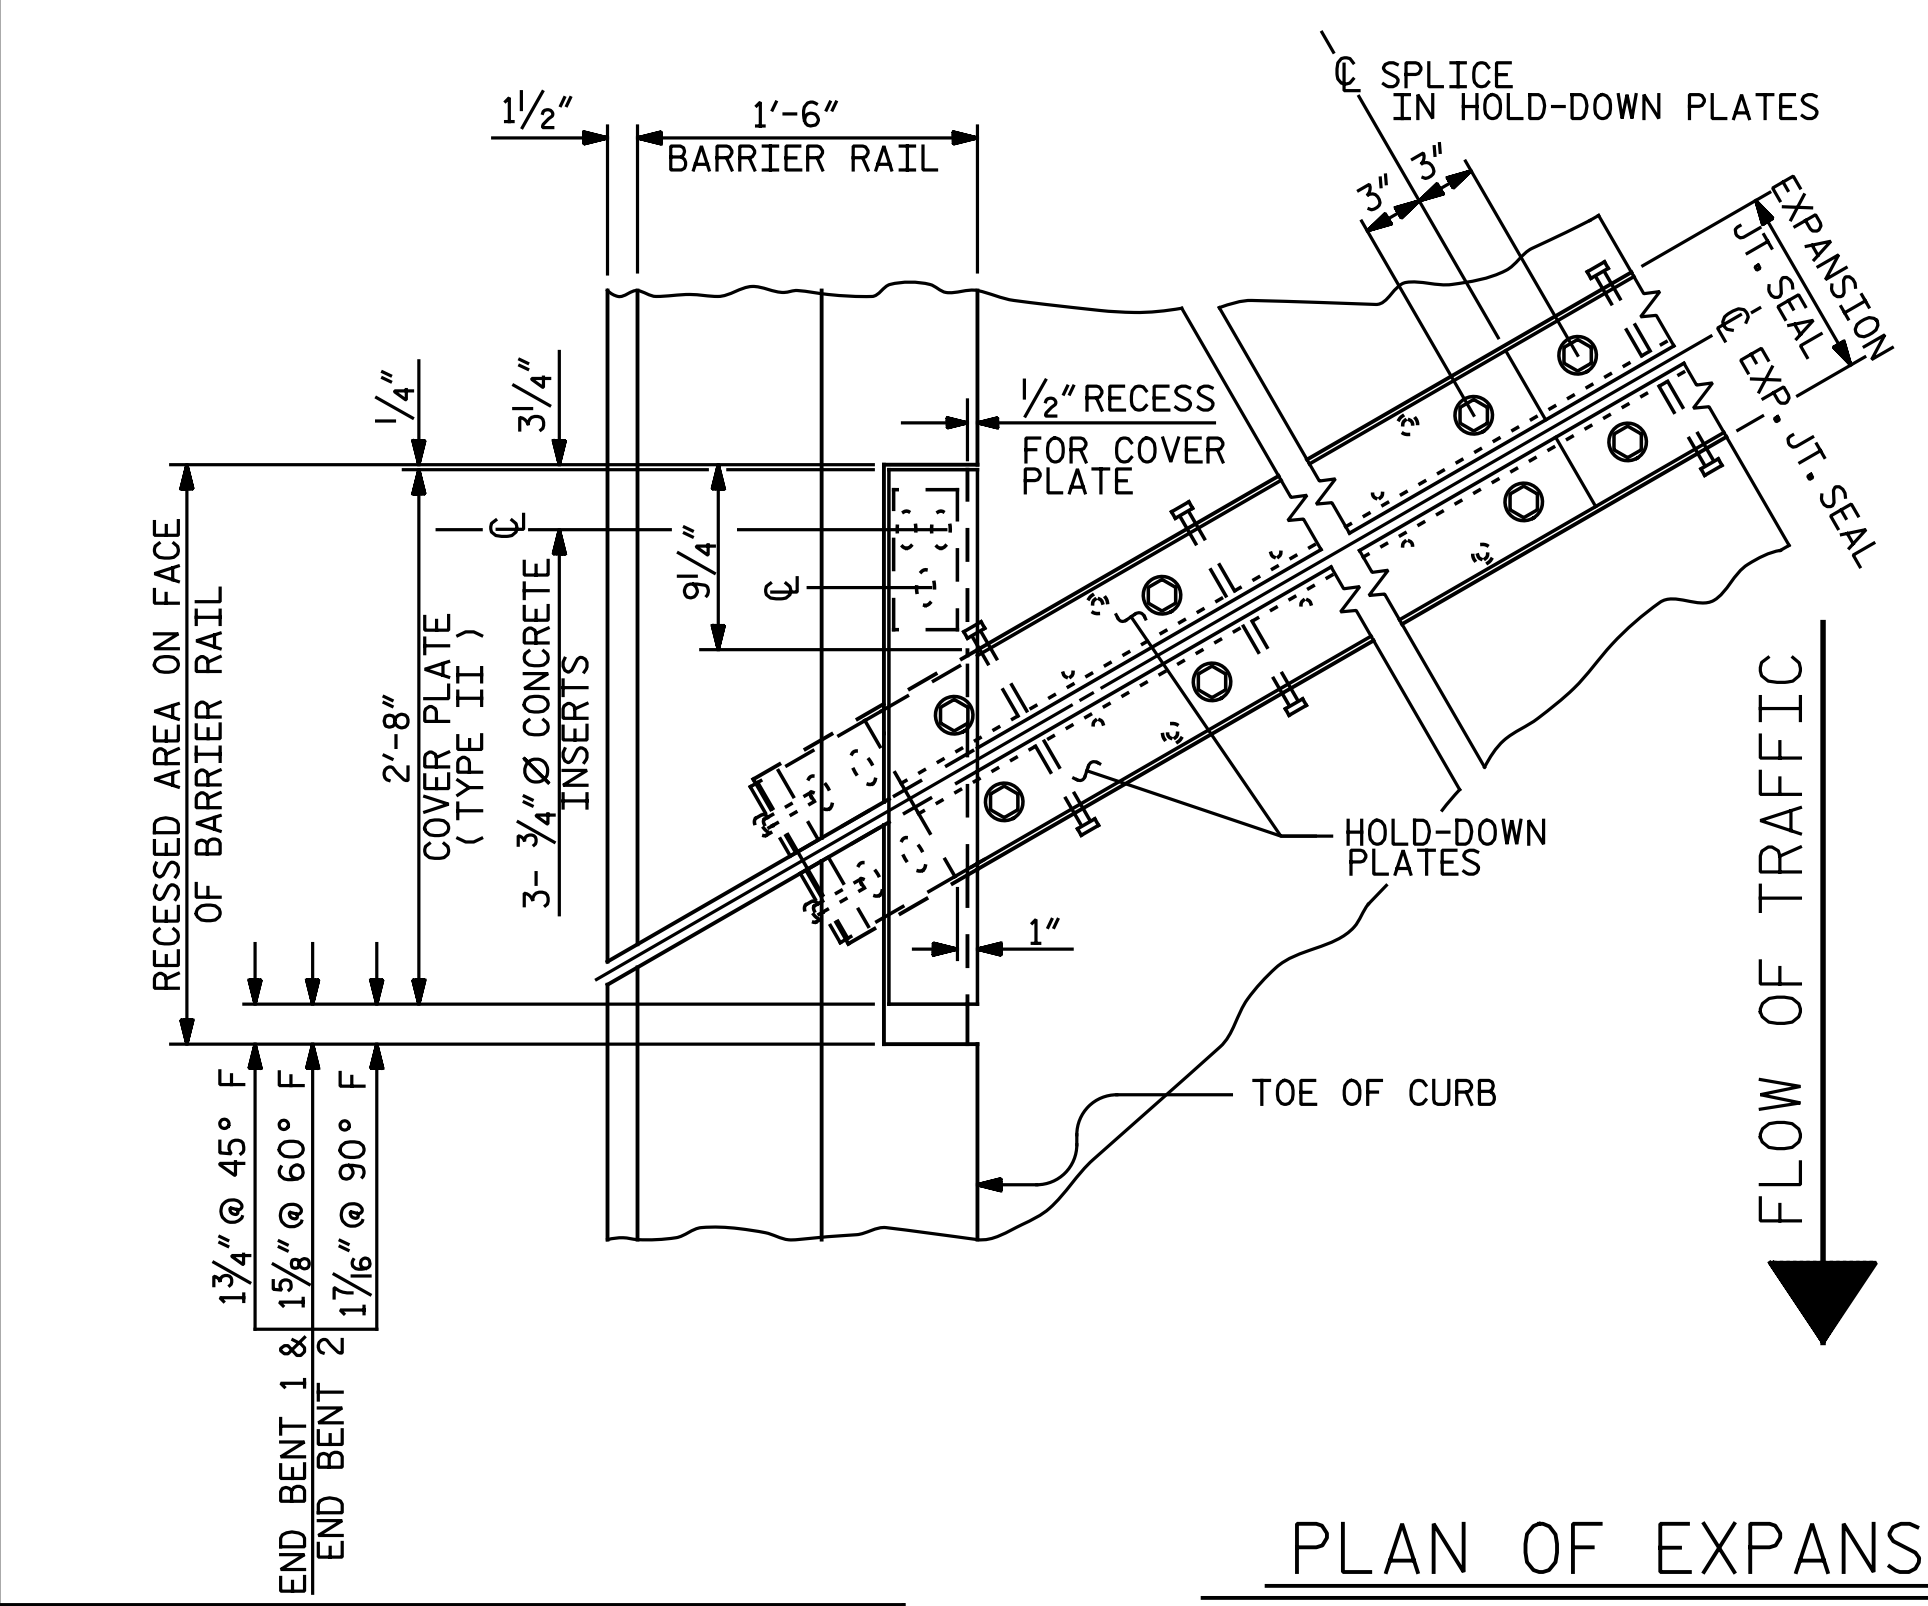 ℄ SPLICE
IN HOLD-DOWN PLATES
1½" 1'-6"
BARRIER RAIL
3" 3"
EXPANSION
JT. SEAL
℄ EXP. JT. SEAL
¼"
3¼"
½" RECESS
FOR COVER
PLATE
℄
9¼"
℄
RECESSED AREA ON FACE
OF BARRIER RAIL
2'-8"
COVER PLATE
(TYPE II )
3- ¾" Ø CONCRETE
INSERTS
HOLD-DOWN
PLATES
1"
FLOW OF TRAFFIC
TOE OF CURB
1¾" @ 45° F
1⅝" @ 60° F
1 7/16" @ 90° F
END BENT 1 &
END BENT 2
PLAN OF EXPANS